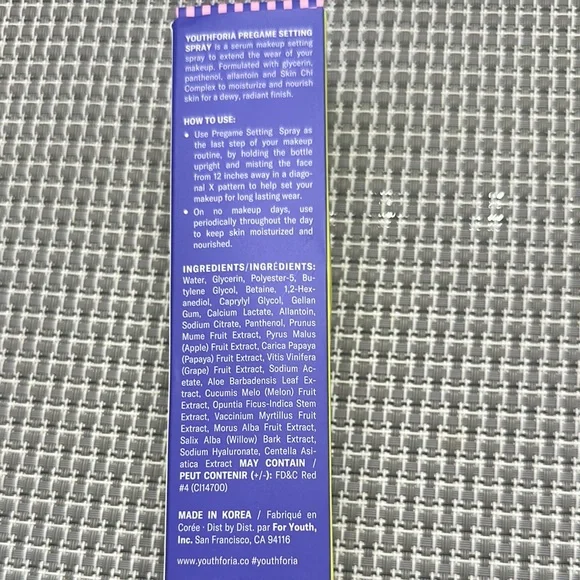 YOUTHFORIA PREGAME SETTING
SPRAY is a serum makeup setting
spray to extend the wear of your
makeup. Formulated with glycerin,
panthenol, allantoin and Skin Chi
Complex to moisturize and nourish
skin for a dewy, radiant finish.
HOW TO USE:
• Use Pregame Setting Spray as
the last step of your makeup
routine, by holding the bottle
upright and misting the face
from 12 inches away in a diago-
nal X pattern to help set your
makeup for long lasting wear.
• On no makeup days, use
periodically throughout the day
to keep skin moisturized and
nourished.
INGREDIENTS/INGRÉDIENTS:
Water, Glycerin, Polyester-5, Bu-
tylene Glycol, Betaine, 1,2-Hex-
anediol, Caprylyl Glycol, Gellan
Gum, Calcium Lactate, Allantoin,
Sodium Citrate, Panthenol, Prunus
Mume Fruit Extract, Pyrus Malus
(Apple) Fruit Extract, Carica Papaya
(Papaya) Fruit Extract, Vitis Vinifera
(Grape) Fruit Extract, Sodium Ac-
etate, Aloe Barbadensis Leaf Ex-
tract, Cucumis Melo (Melon) Fruit
Extract, Opuntia Ficus-Indica Stem
Extract, Vaccinium Myrtillus Fruit
Extract, Morus Alba Fruit Extract,
Salix Alba (Willow) Bark Extract,
Sodium Hyaluronate, Centella Asi-
atica Extract MAY CONTAIN /
PEUT CONTENIR (+/-): FD&C Red
#4 (CI14700)
MADE IN KOREA / Fabriqué en
Corée · Dist by Dist. par For Youth,
Inc. San Francisco, CA 94116
www.youthforia.co #youthforia